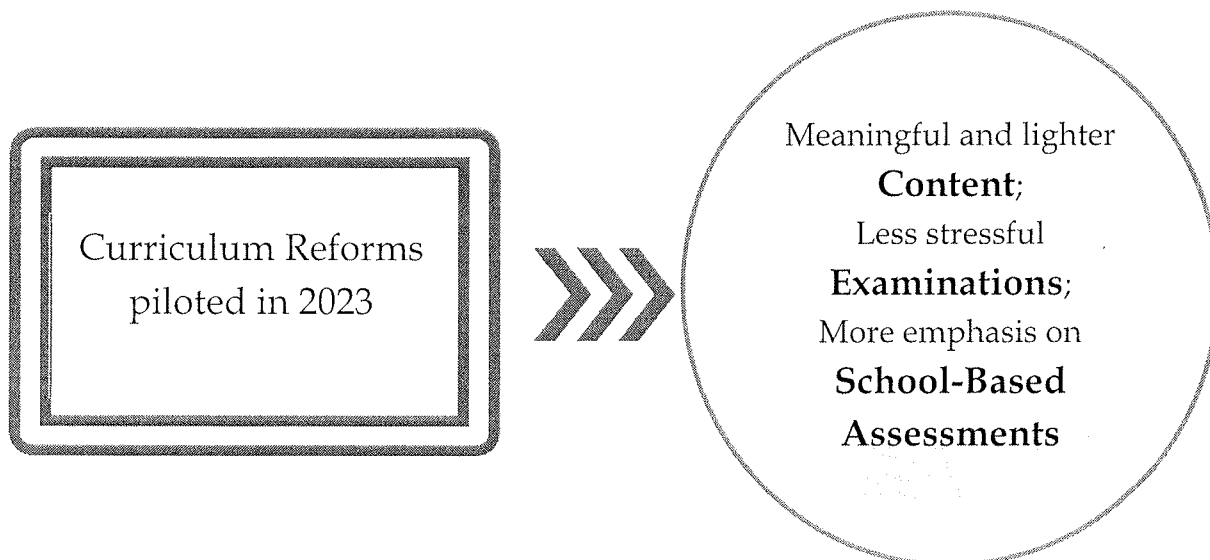 Curriculum Reforms
piloted in 2023
Meaningful and lighter
Content;
Less stressful
Examinations;
More emphasis on
School-Based
Assessments